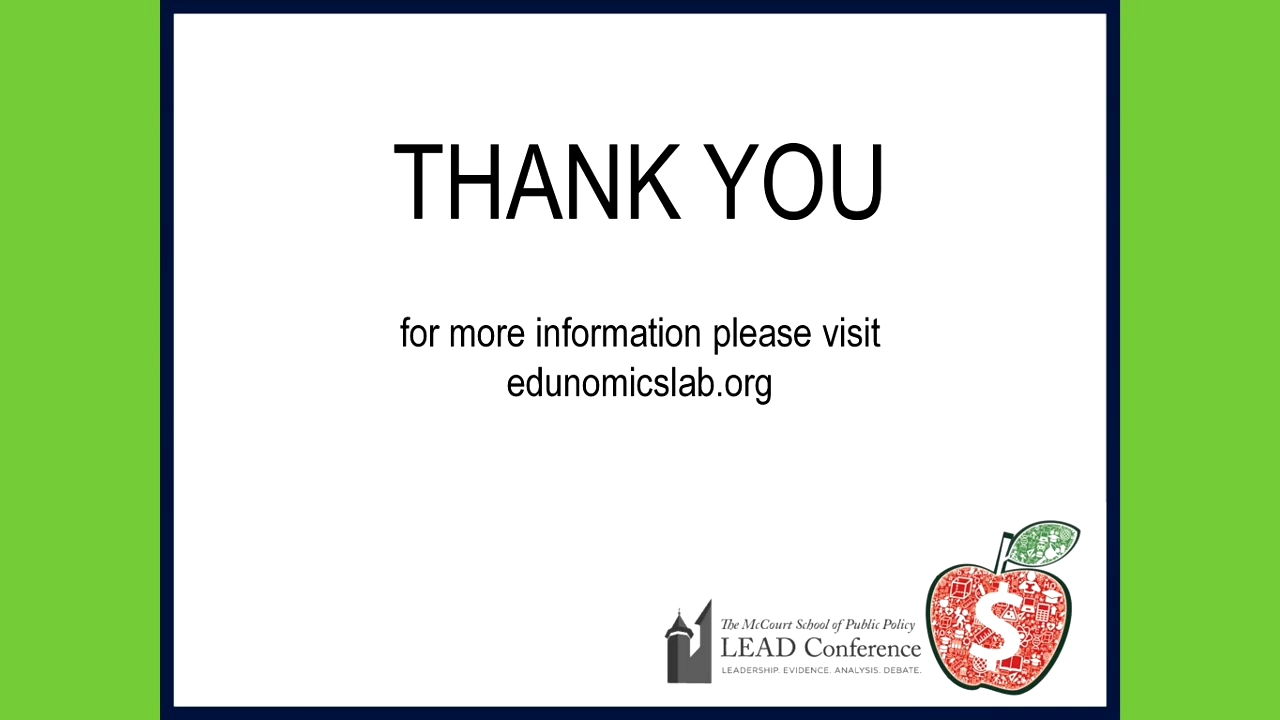 THANK YOU
for more information please visit
edunomicslab.org
The McCourt School of Public Policy
LEAD Conference
LEADERSHIP. EVIDENCE. ANALYSIS. DEBATE.
$